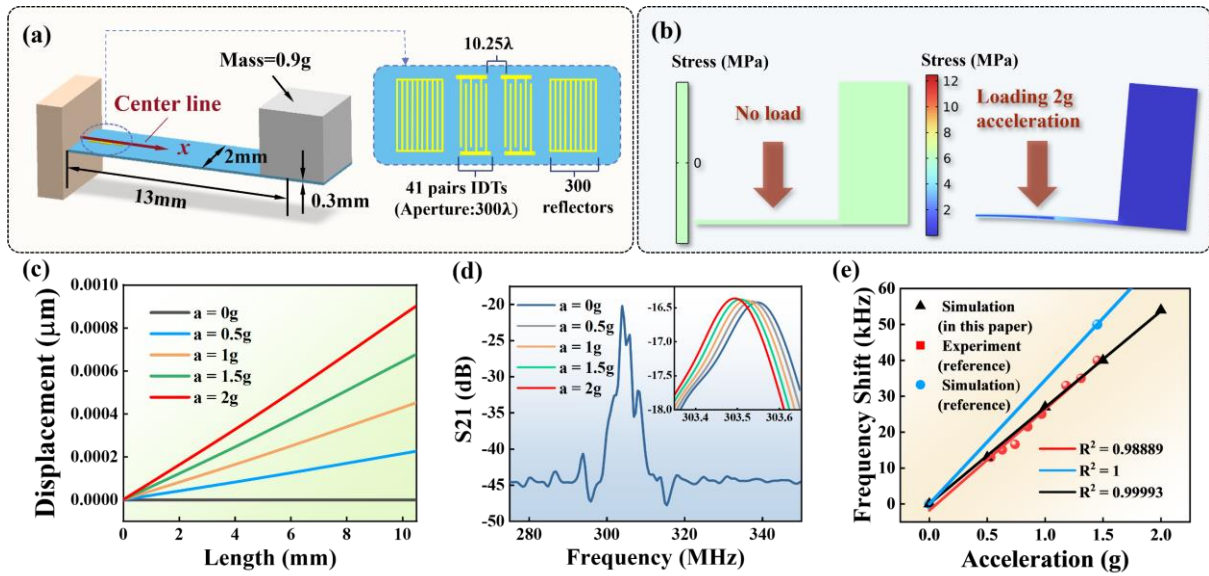 (a)
Mass=0.9g
Center line
x
2mm
13mm
0.3mm
10.25λ
41 pairs IDTs
(Aperture:300λ)
300
reflectors
(b)
Stress (MPa)
0
No load
Stress (MPa)
12
10
8
6
4
2
Loading 2g
acceleration
(c)
Displacement (μm)
0.0010
0.0008
0.0006
0.0004
0.0002
0.0000
a = 0g
a = 0.5g
a = 1g
a = 1.5g
a = 2g
0 2 4 6 8 10
Length (mm)
(d)
S21 (dB)
-20
-25
-30
-35
-40
-45
-50
a = 0g
a = 0.5g
a = 1g
a = 1.5g
a = 2g
-16.5
-17.0
-17.5
-18.0
303.4 303.5 303.6
280 300 320 340
Frequency (MHz)
(e)
Frequency Shift (kHz)
60
50
40
30
20
10
0
Simulation
(in this paper)
Experiment
(reference)
Simulation)
(reference)
R² = 0.98889
R² = 1
R² = 0.99993
0.0 0.5 1.0 1.5 2.0
Acceleration (g)